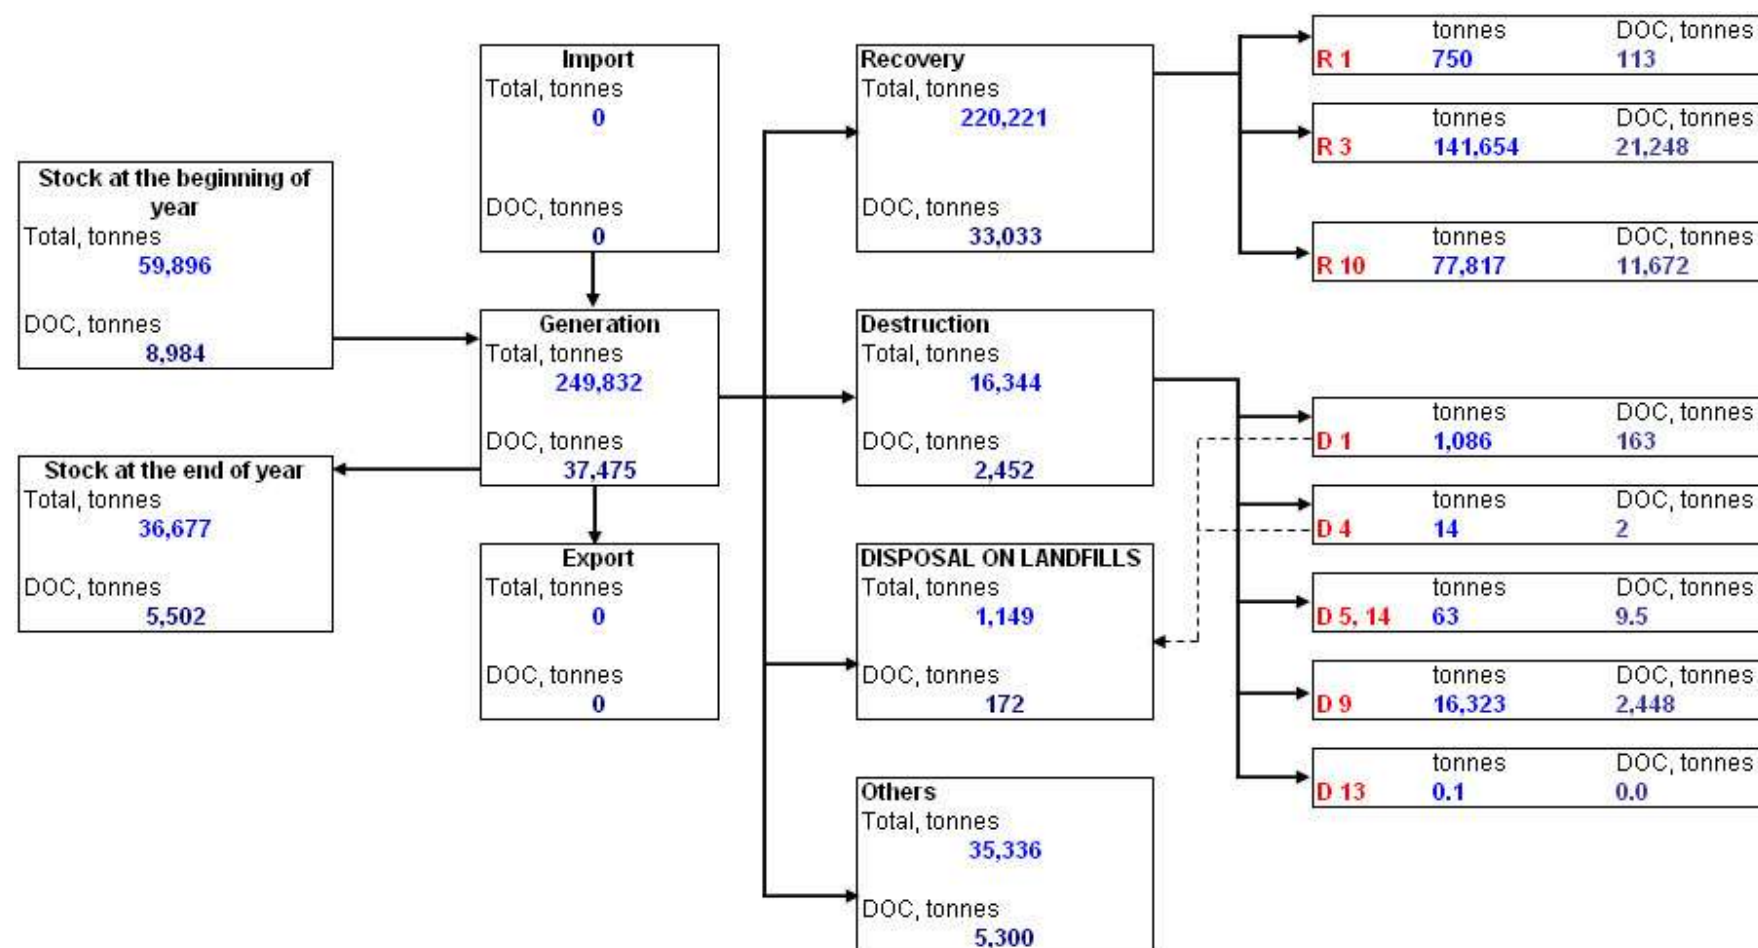 Stock at the beginning of
year
Total, tonnes
59,896
DOC, tonnes
8,984
Stock at the end of year
Total, tonnes
36,677
DOC, tonnes
5,502
Import
Total, tonnes
0
DOC, tonnes
0
Generation
Total, tonnes
249,832
DOC, tonnes
37,475
Export
Total, tonnes
0
DOC, tonnes
0
Recovery
Total, tonnes
220,221
DOC, tonnes
33,033
Destruction
Total, tonnes
16,344
DOC, tonnes
2,452
DISPOSAL ON LANDFILLS
Total, tonnes
1,149
DOC, tonnes
172
Others
Total, tonnes
35,336
DOC, tonnes
5,300
tonnes DOC, tonnes
R 1 750 113
tonnes DOC, tonnes
R 3 141,654 21,248
tonnes DOC, tonnes
R 10 77,817 11,672
tonnes DOC, tonnes
D 1 1,086 163
tonnes DOC, tonnes
D 4 14 2
tonnes DOC, tonnes
D 5, 14 63 9.5
tonnes DOC, tonnes
D 9 16,323 2,448
tonnes DOC, tonnes
D 13 0.1 0.0